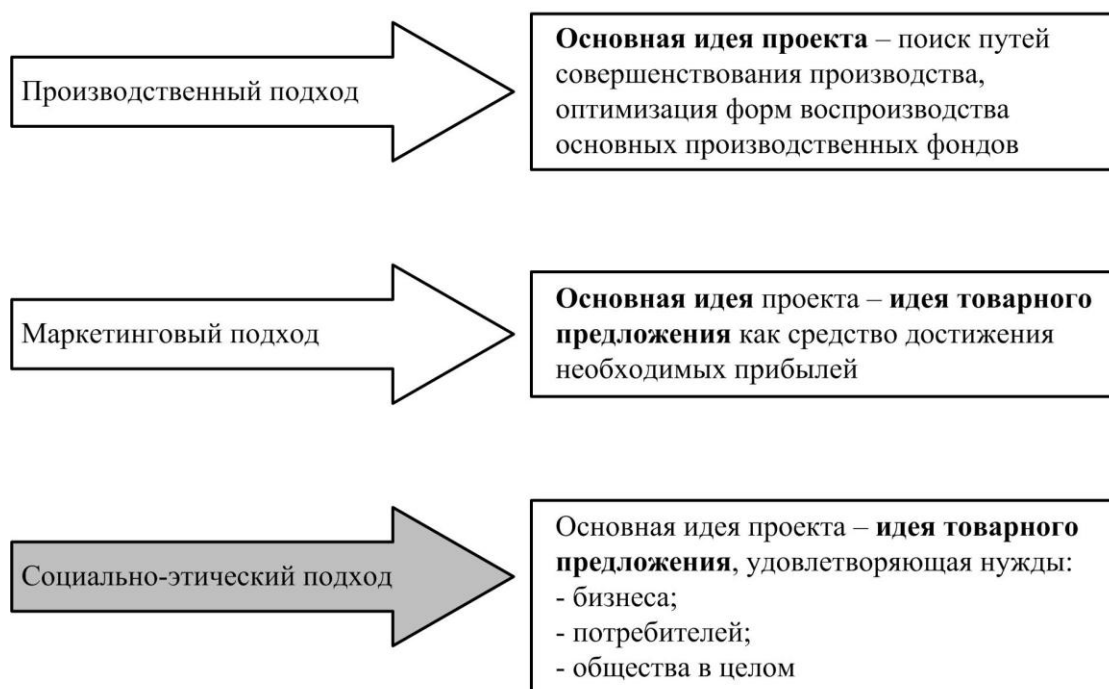 Производственный подход
Основная идея проекта – поиск путей
совершенствования производства,
оптимизация форм воспроизводства
основных производственных фондов
Маркетинговый подход
Основная идея проекта – идея товарного
предложения как средство достижения
необходимых прибылей
Социально-этический подход
Основная идея проекта – идея товарного
предложения, удовлетворяющая нужды:
- бизнеса;
- потребителей;
- общества в целом